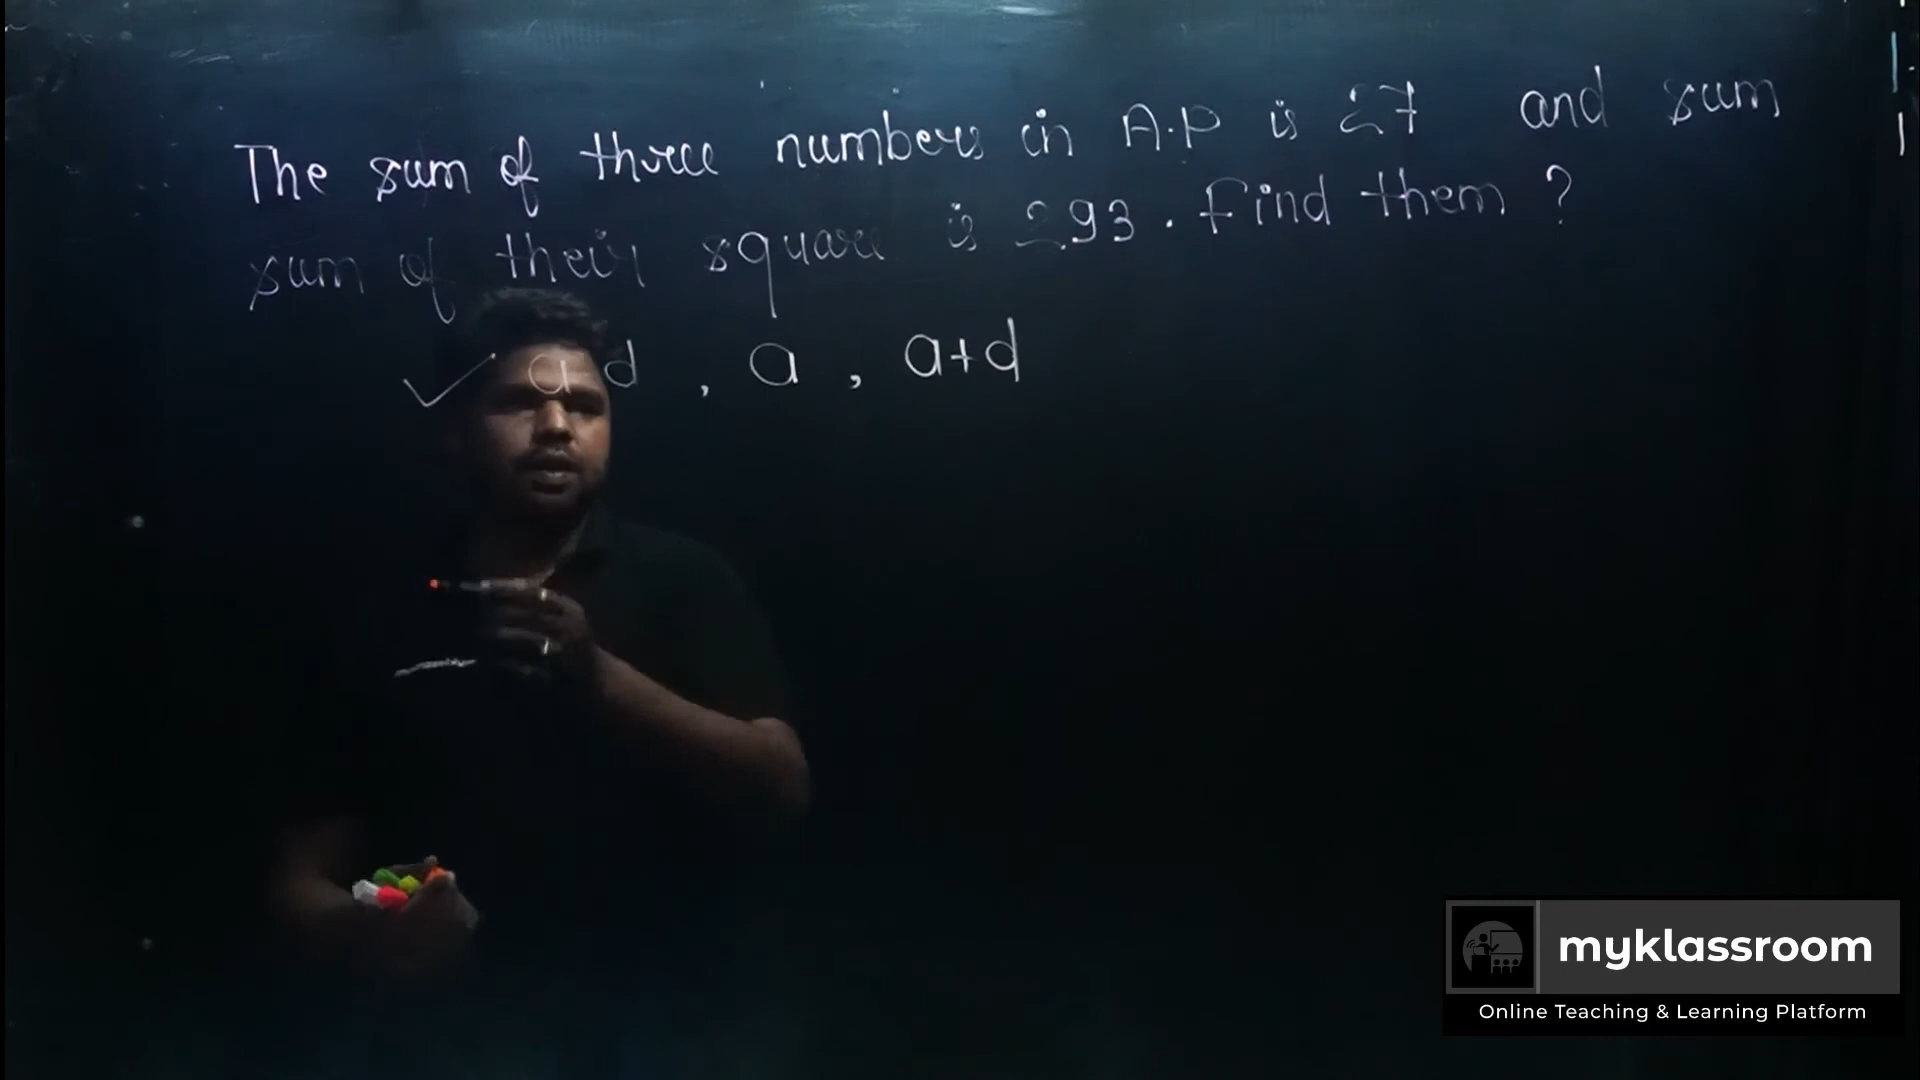 The sum of three numbers in A.P is 27 and sum
sum of their square is 293. Find them ?
a-d , a , a+d
myklassroom
Online Teaching & Learning Platform